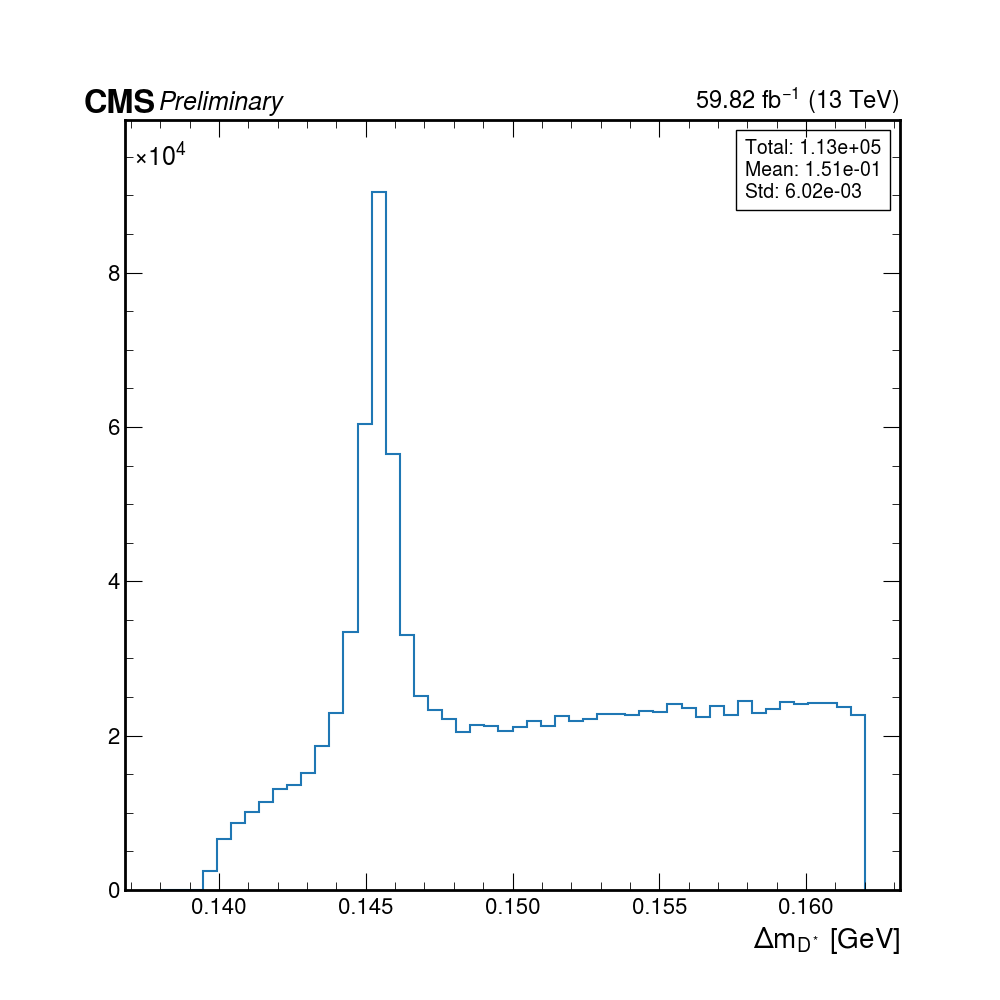 CMS Preliminary 59.82 fb⁻¹ (13 TeV)
×10⁴
Total: 1.13e+05
Mean: 1.51e-01
Std: 6.02e-03
8
6
4
2
0
0.140 0.145 0.150 0.155 0.160
Δm_{D*} [GeV]